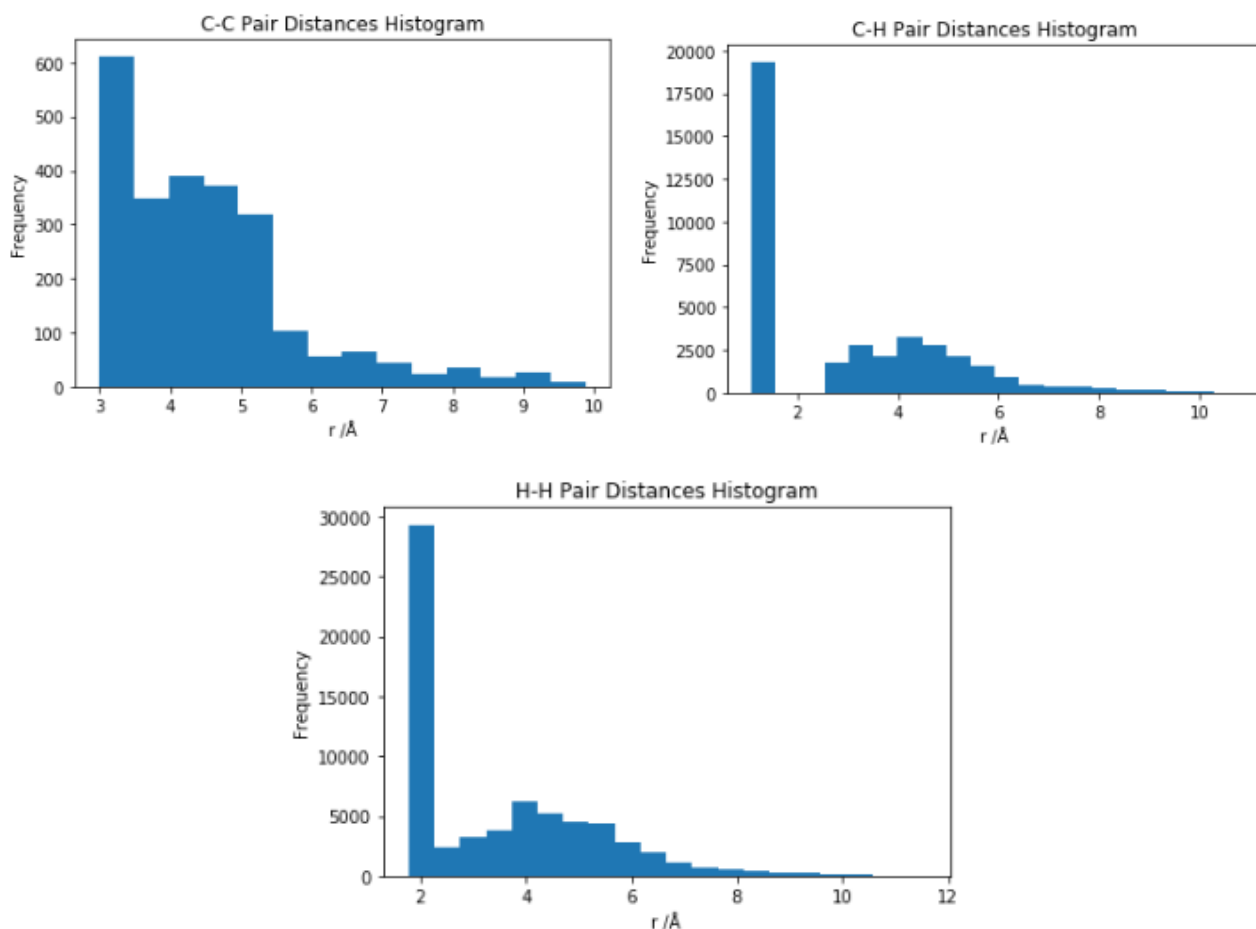 C-C Pair Distances Histogram
600
500
400
300
200
100
0
Frequency
3 4 5 6 7 8 9 10
r /Å
C-H Pair Distances Histogram
20000
17500
15000
12500
10000
7500
5000
2500
0
Frequency
2 4 6 8 10
r /Å
H-H Pair Distances Histogram
30000
25000
20000
15000
10000
5000
0
Frequency
2 4 6 8 10 12
r /Å